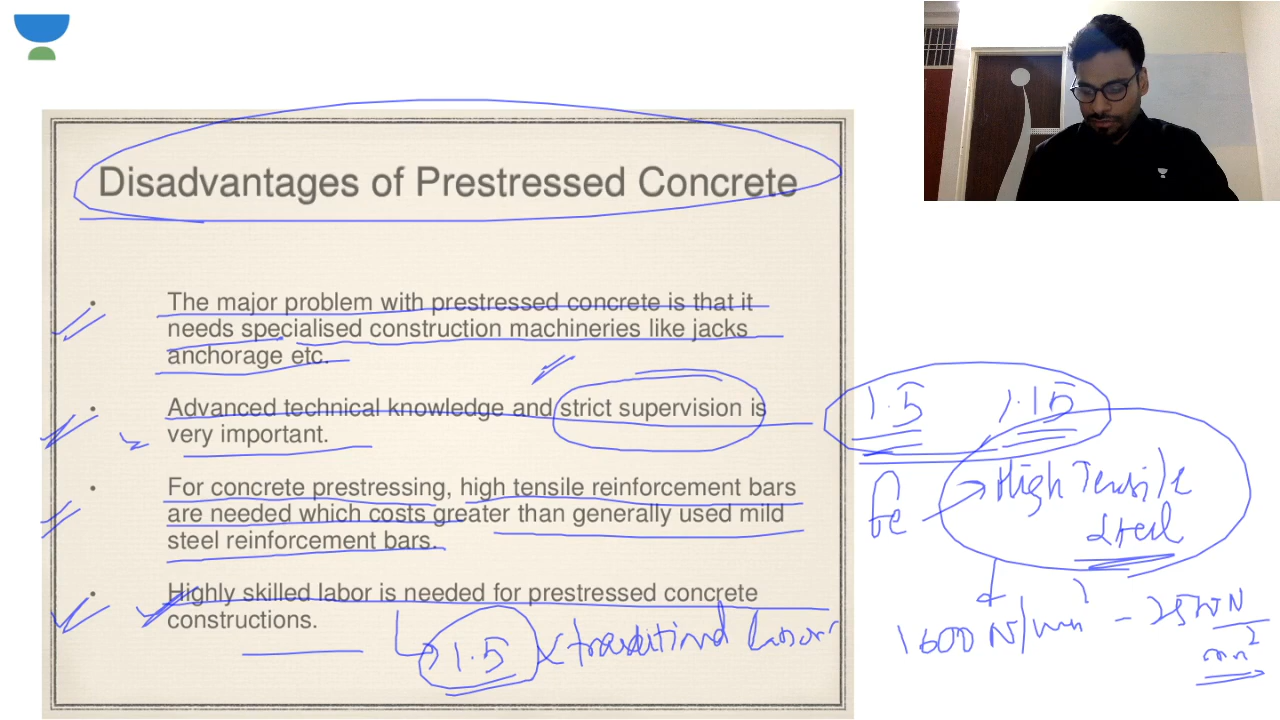 Disadvantages of Prestressed Concrete
• The major problem with prestressed concrete is that it
needs specialised construction machineries like jacks
anchorage etc.
• Advanced technical knowledge and strict supervision is
very important.
• For concrete prestressing, high tensile reinforcement bars
are needed which costs greater than generally used mild
steel reinforcement bars.
• Highly skilled labor is needed for prestressed concrete
constructions.
1.5 × traditional labour
1.5 1.15
High Tensile
Steel
1600 N/mm²
N
mm²